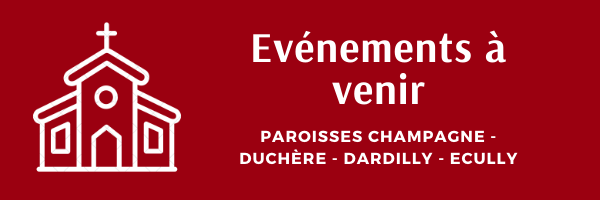 Evénements à
venir
PAROISSES CHAMPAGNE -
DUCHÈRE - DARDILLY - ECULLY